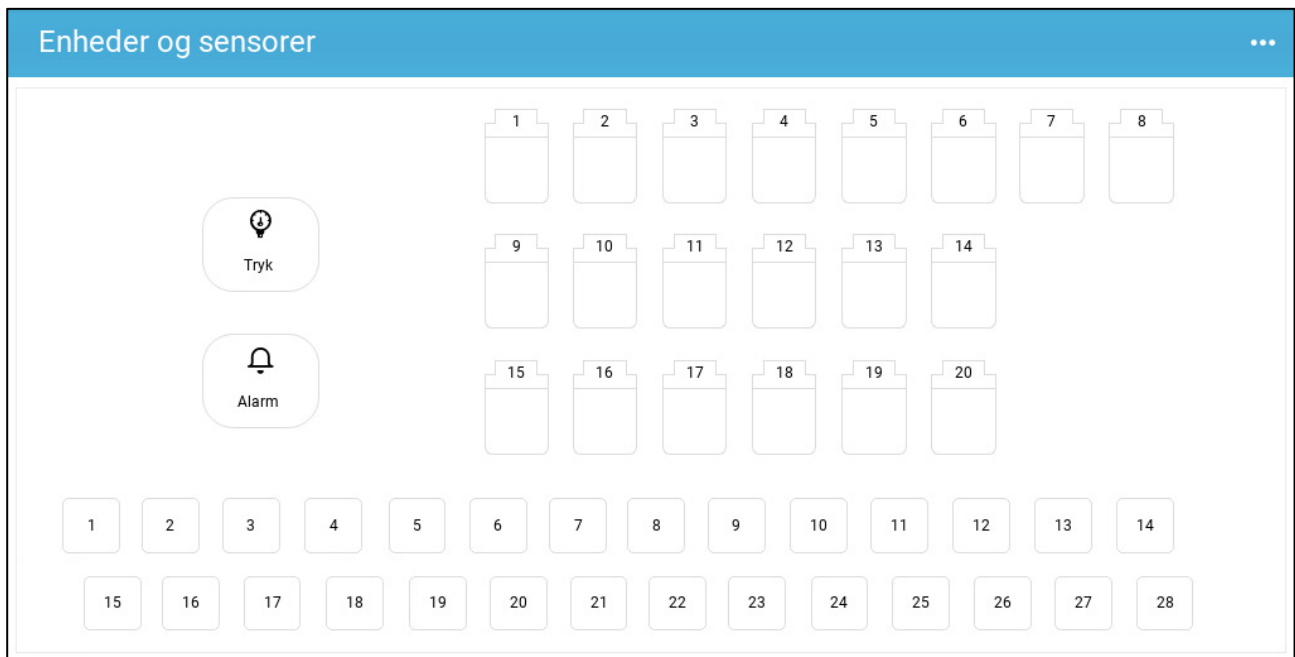 Enheder og sensorer
1 2 3 4 5 6 7 8
Tryk
9 10 11 12 13 14
Alarm
15 16 17 18 19 20
1 2 3 4 5 6 7 8 9 10 11 12 13 14
15 16 17 18 19 20 21 22 23 24 25 26 27 28